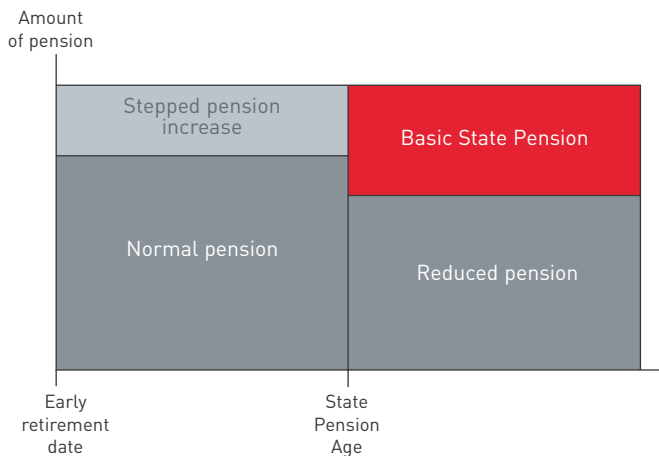 Amount
of pension
Stepped pension
increase
Basic State Pension
Normal pension
Reduced pension
Early
retirement
date
State
Pension
Age